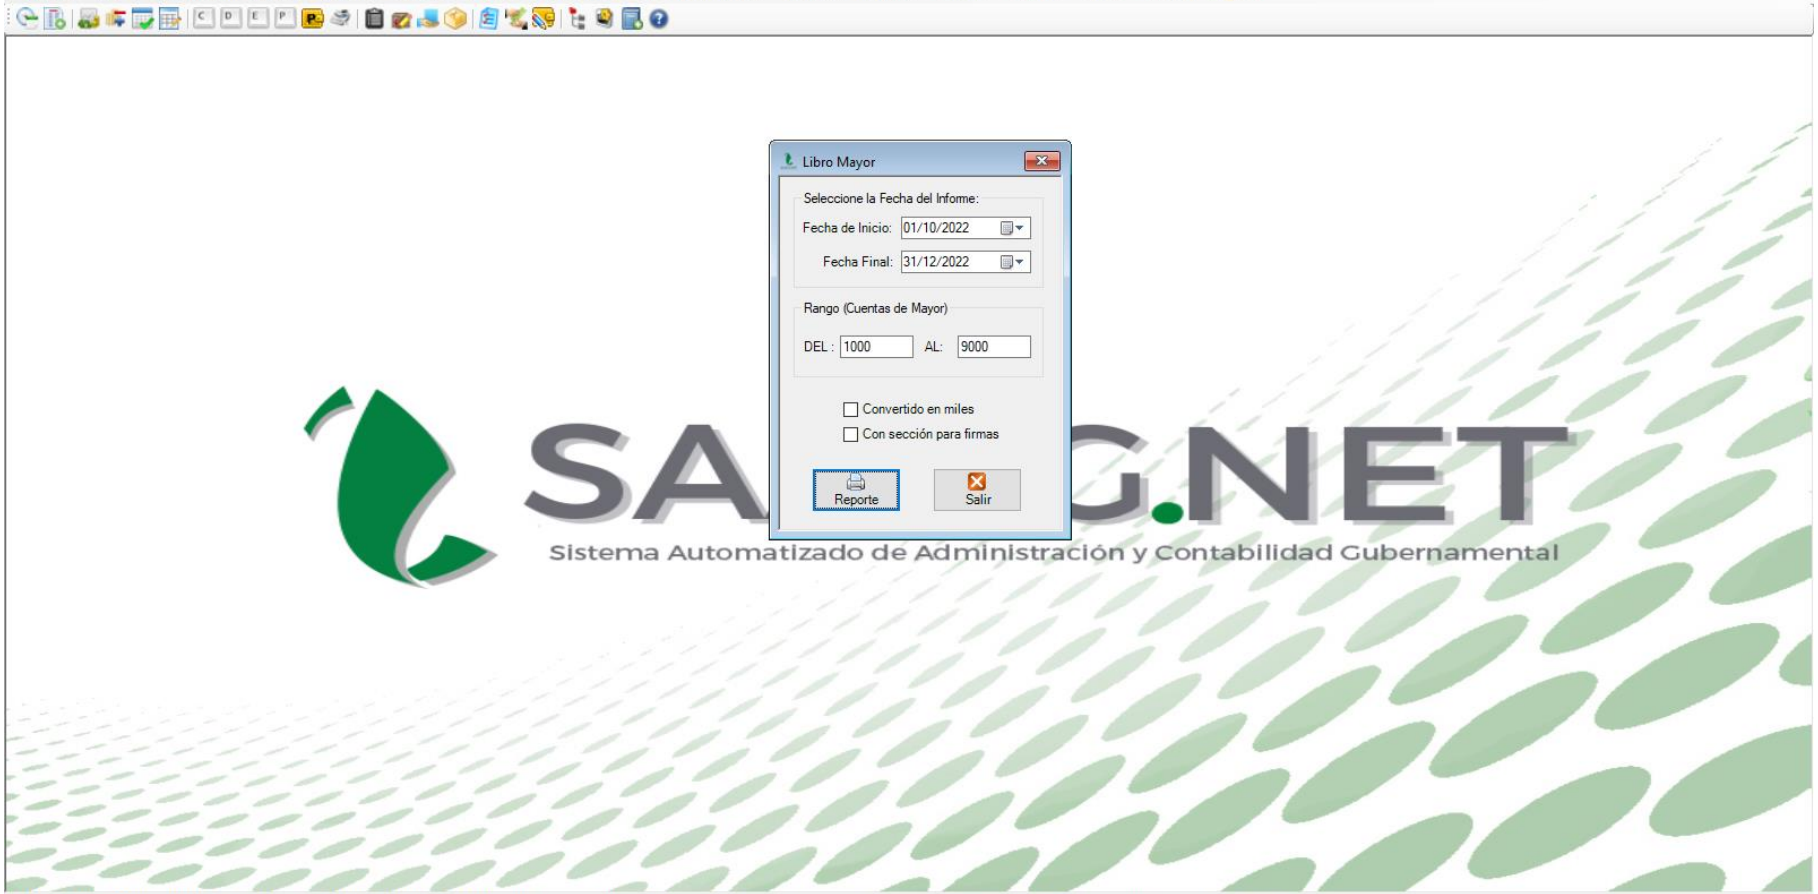 C D E P P
Libro Mayor
Seleccione la Fecha del Informe:
Fecha de Inicio: 01/10/2022
Fecha Final: 31/12/2022
Rango (Cuentas de Mayor)
DEL : 1000 AL: 9000
Convertido en miles
Con sección para firmas
Reporte Salir
SA G.NET
Sistema Automatizado de Administración y Contabilidad Gubernamental